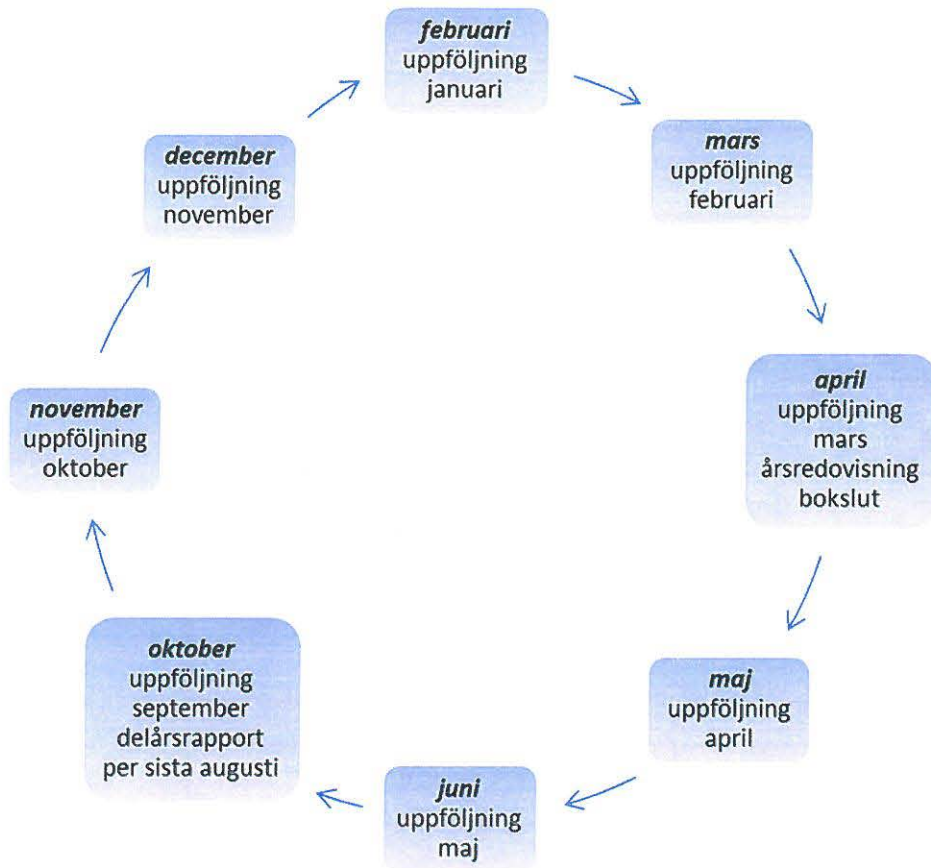 februari
uppföljning
januari
mars
uppföljning
februari
april
uppföljning
mars
årsredovisning
bokslut
maj
uppföljning
april
juni
uppföljning
maj
oktober
uppföljning
september
delårsrapport
per sista augusti
november
uppföljning
oktober
december
uppföljning
november